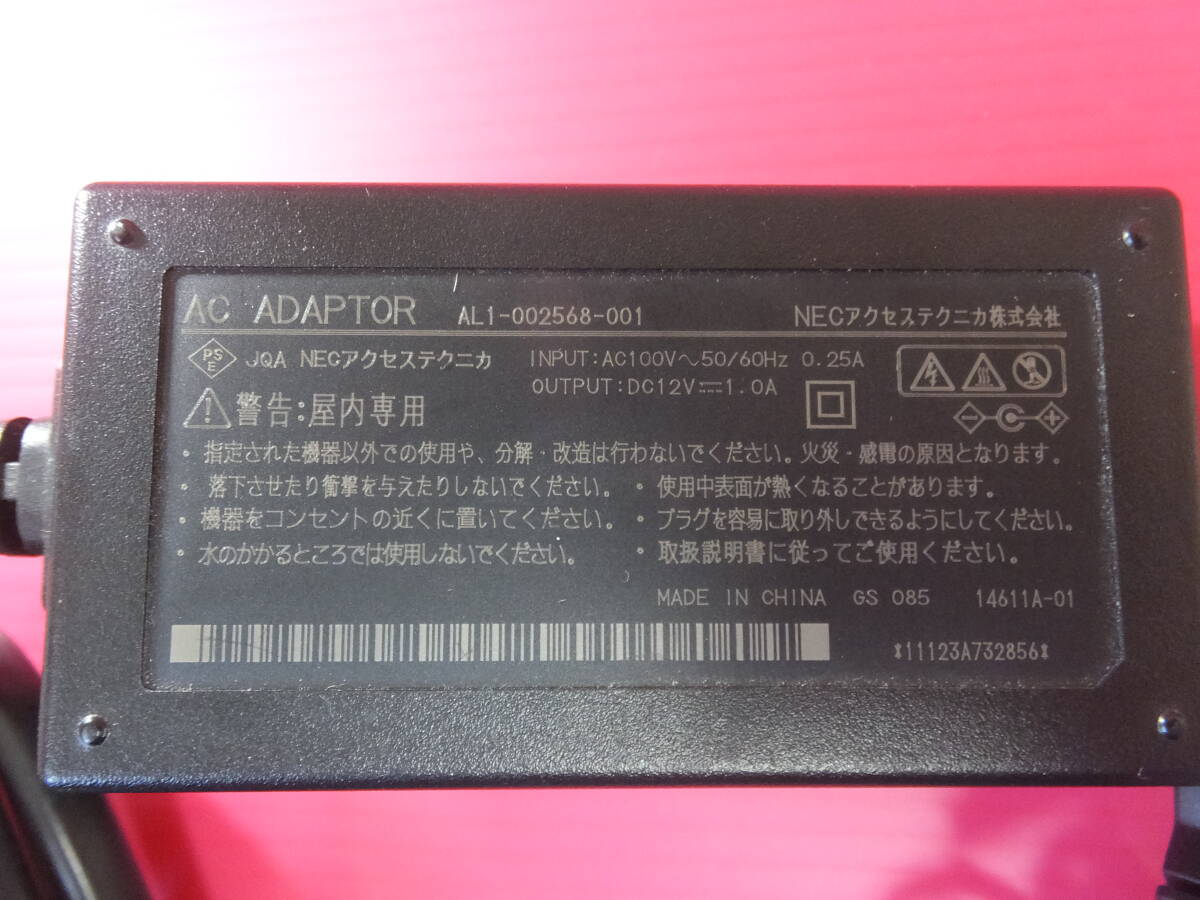 AC ADAPTOR AL1-002568-001 NECアクセステクニカ株式会社
PSE JQA NECアクセステクニカ INPUT:AC100V～50/60Hz 0.25A
OUTPUT:DC12V⎓1.0A
警告:屋内専用
・指定された機器以外での使用や、分解・改造は行わないでください。火災・感電の原因となります。
・落下させたり衝撃を与えたりしないでください。・使用中表面が熱くなることがあります。
・機器をコンセントの近くに置いてください。・プラグを容易に取り外しできるようにしてください。
・水のかかるところでは使用しないでください。・取扱説明書に従ってご使用ください。
MADE IN CHINA GS 085 14611A-01
*11123A732856*